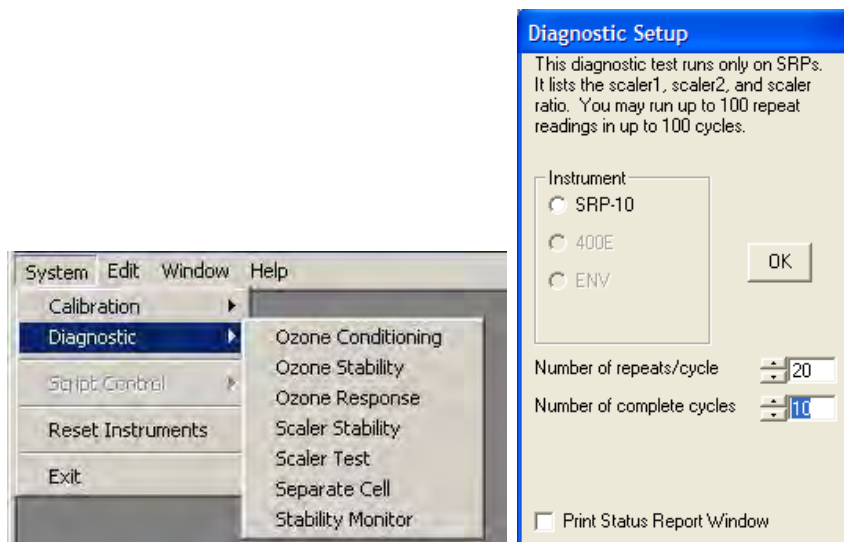 System Edit Window Help
Calibration
Diagnostic
Script Control
Reset Instruments
Exit
Ozone Conditioning
Ozone Stability
Ozone Response
Scaler Stability
Scaler Test
Separate Cell
Stability Monitor
Diagnostic Setup
This diagnostic test runs only on SRPs.
It lists the scaler1, scaler2, and scaler
ratio. You may run up to 100 repeat
readings in up to 100 cycles.
Instrument
SRP-10
400E
ENV
OK
Number of repeats/cycle 20
Number of complete cycles 10
Print Status Report Window